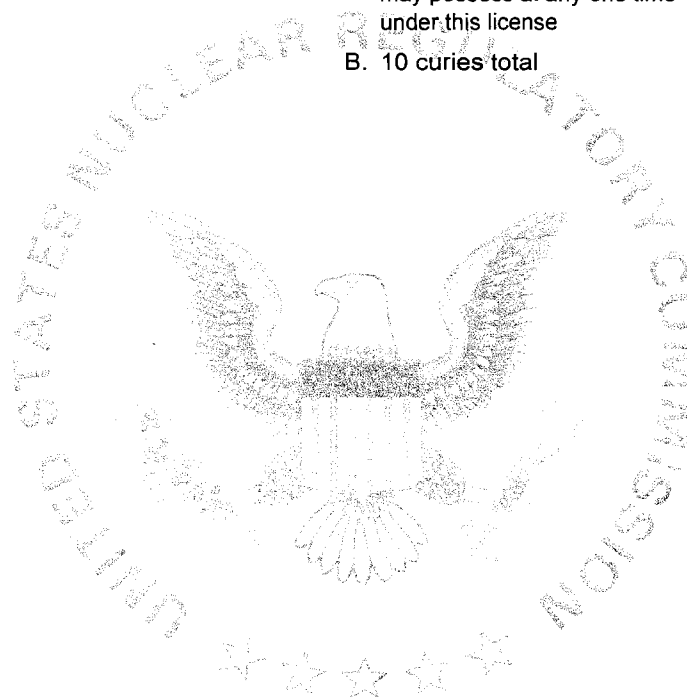 may possess at any one time
under this license
B. 10 curies total
UNITED STATES NUCLEAR REGULATORY COMMISSION